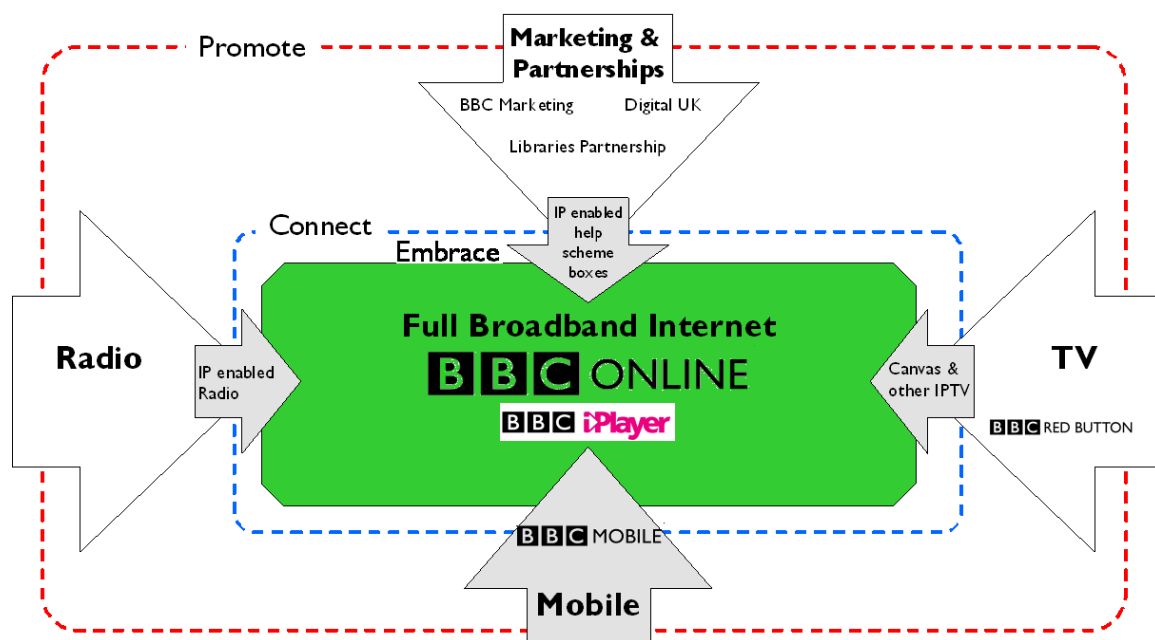 Promote
Marketing &
Partnerships
BBC Marketing Digital UK
Libraries Partnership
IP enabled
help
scheme
boxes
Connect
Embrace
Full Broadband Internet
BBC ONLINE
BBC iPlayer
Radio
IP enabled
Radio
Canvas &
other IPTV
TV
BBC RED BUTTON
BBC MOBILE
Mobile